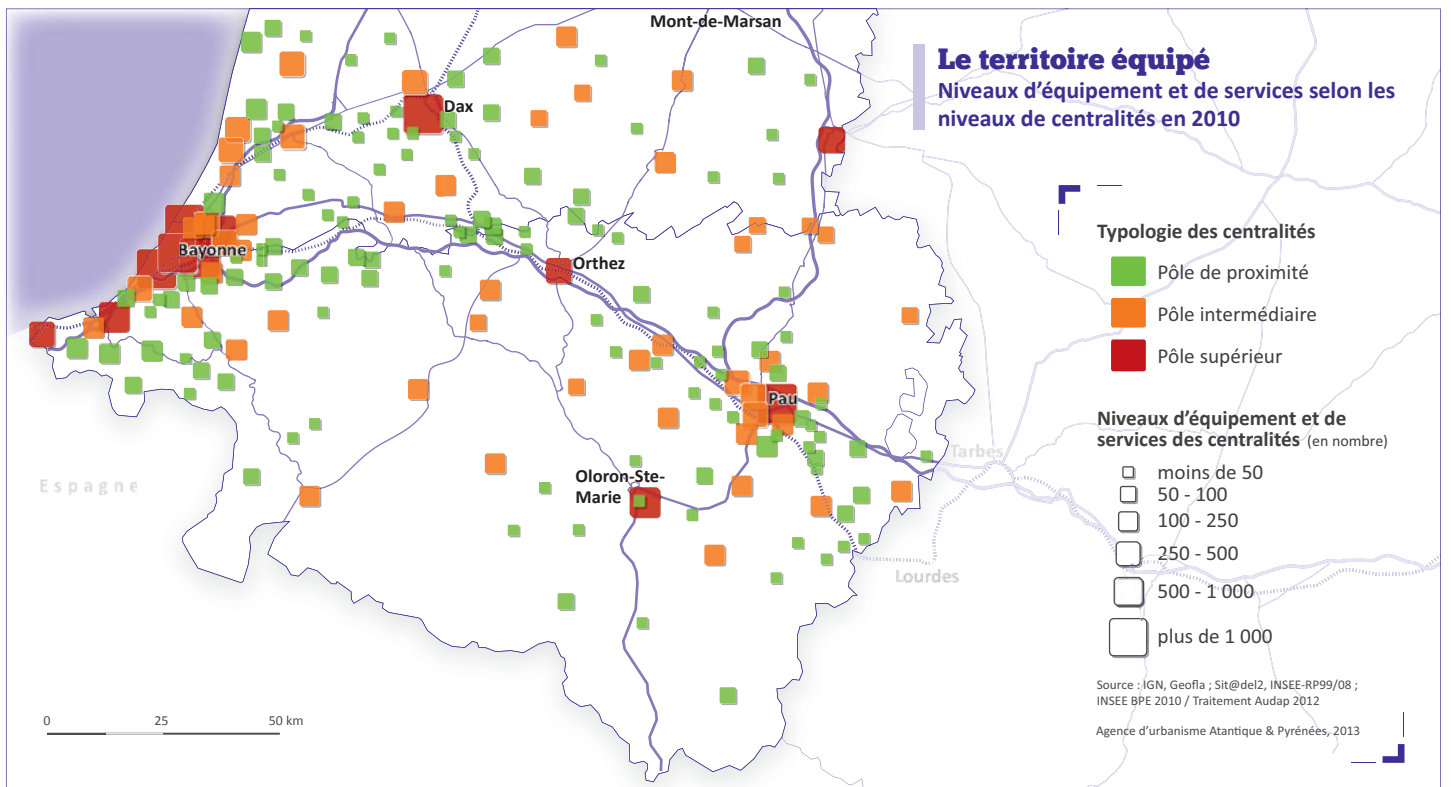 Mont-de-Marsan
Le territoire équipé
Niveaux d’équipement et de services selon les
niveaux de centralités en 2010
Dax
Bayonne
Orthez
Pau
Oloron-Ste-
Marie
Espagne
Tarbes
Lourdes
Typologie des centralités
Pôle de proximité
Pôle intermédiaire
Pôle supérieur
Niveaux d’équipement et de
services des centralités (en nombre)
moins de 50
50 - 100
100 - 250
250 - 500
500 - 1 000
plus de 1 000
Source : IGN, Geofla ; Sit@del2, INSEE-RP99/08 ;
INSEE BPE 2010 / Traitement Audap 2012
Agence d’urbanisme Atantique & Pyrénées, 2013
0 25 50 km